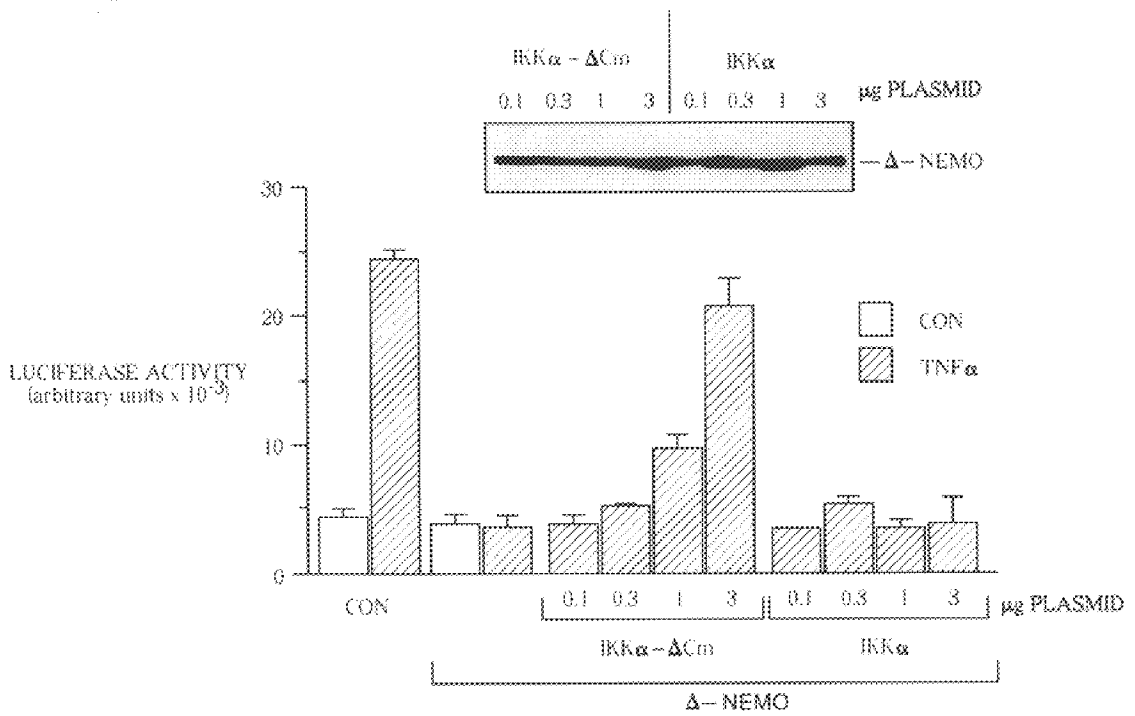 IKKα – ΔCm IKKα
0.1 0.3 1 3 0.1 0.3 1 3 μg PLASMID
– Δ – NEMO
30
20
10
0
LUCIFERASE ACTIVITY
(arbitrary units x 10⁻³)
CON
TNFα
CON
0.1 0.3 1 3 0.1 0.3 1 3 μg PLASMID
IKKα – ΔCm IKKα
Δ – NEMO